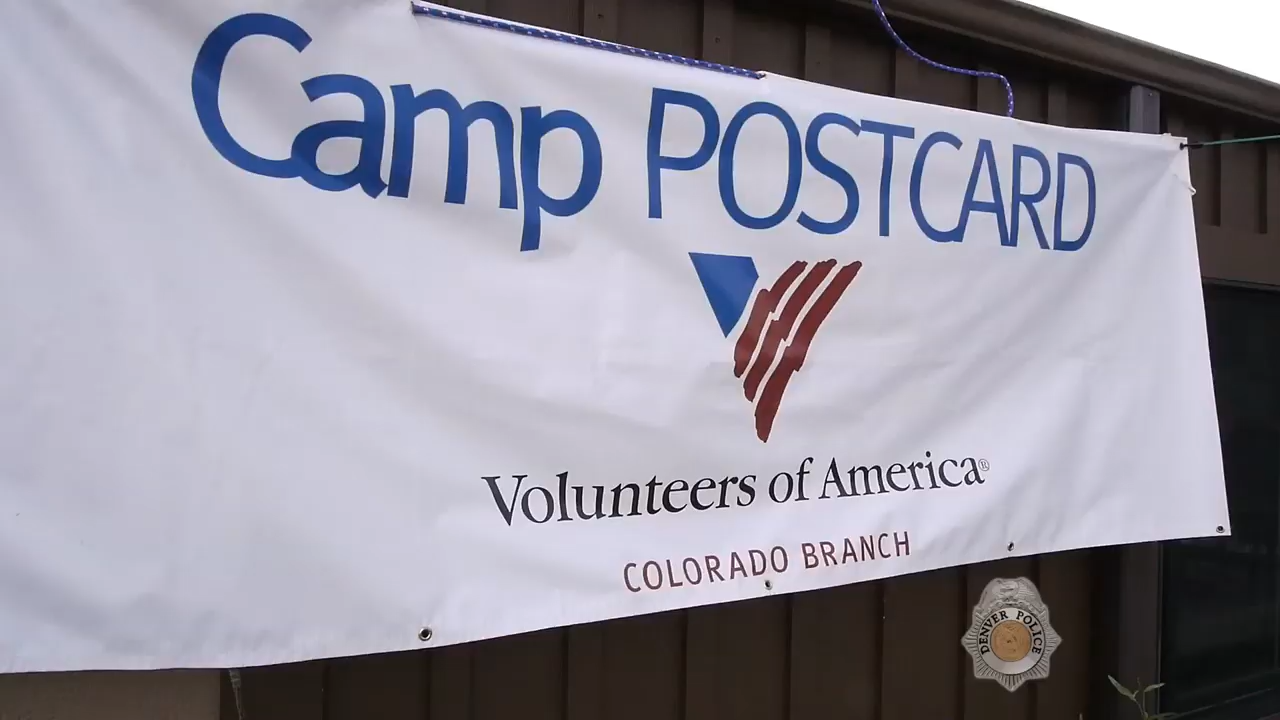 Camp POSTCARD
Volunteers of America®
COLORADO BRANCH
DENVER POLICE